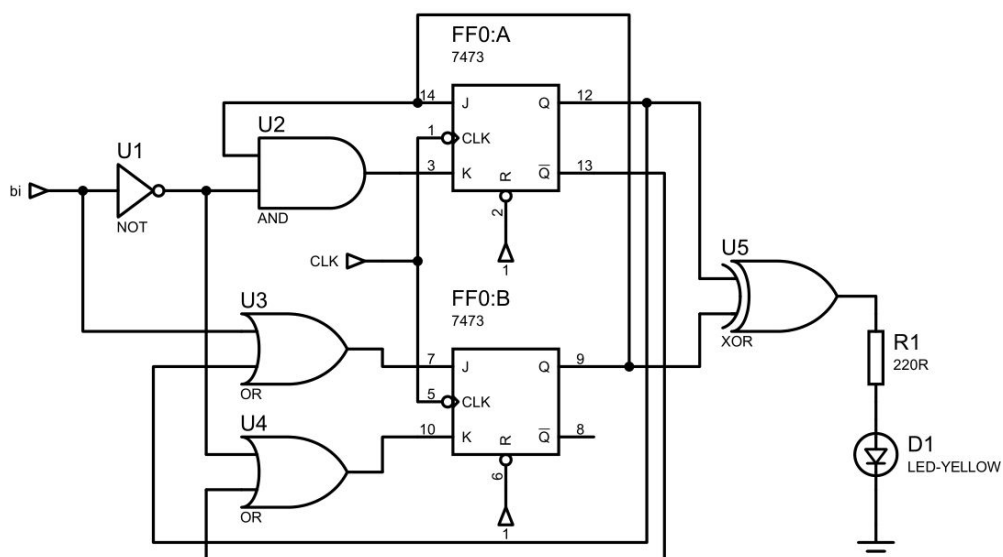 FF0:A
7473
14 J Q 12
U2
1 CLK
U1
3 K Q 13
bi
R
NOT
AND
2
CLK
1
U5
FF0:B
7473
U3
XOR
R1
220R
7 J Q 9
OR
5 CLK
U4
10 K Q 8
D1
R
LED-YELLOW
6
OR
1